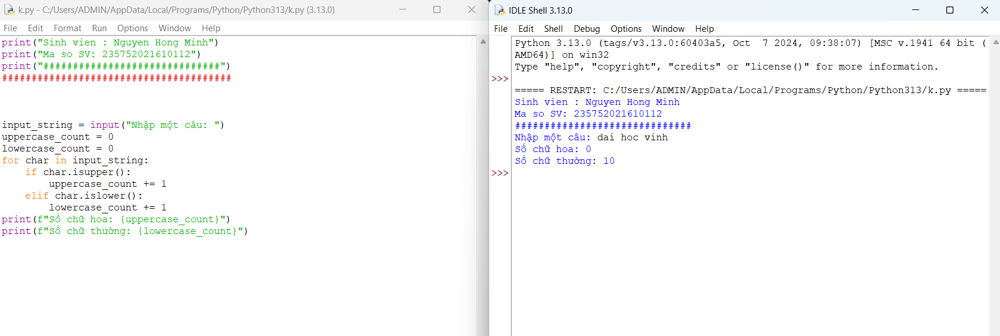 k.py - C:/Users/ADMIN/AppData/Local/Programs/Python/Python313/k.py (3.13.0)
File Edit Format Run Options Window Help
print("Sinh vien : Nguyen Hong Minh")
print("Ma so SV: 235752021610112")
print("##############################")
#######################################
input_string = input("Nhập một câu: ")
uppercase_count = 0
lowercase_count = 0
for char in input_string:
    if char.isupper():
        uppercase_count += 1
    elif char.islower():
        lowercase_count += 1
print(f"Số chữ hoa: {uppercase_count}")
print(f"Số chữ thường: {lowercase_count}")
IDLE Shell 3.13.0
File Edit Shell Debug Options Window Help
Python 3.13.0 (tags/v3.13.0:60403a5, Oct  7 2024, 09:38:07) [MSC v.1941 64 bit (
AMD64)] on win32
Type "help", "copyright", "credits" or "license()" for more information.
>>>
===== RESTART: C:/Users/ADMIN/AppData/Local/Programs/Python/Python313/k.py =====
Sinh vien : Nguyen Hong Minh
Ma so SV: 235752021610112
##############################
Nhập một câu: dai hoc vinh
Số chữ hoa: 0
Số chữ thường: 10
>>>